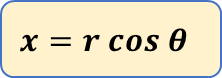 x = r cos θ